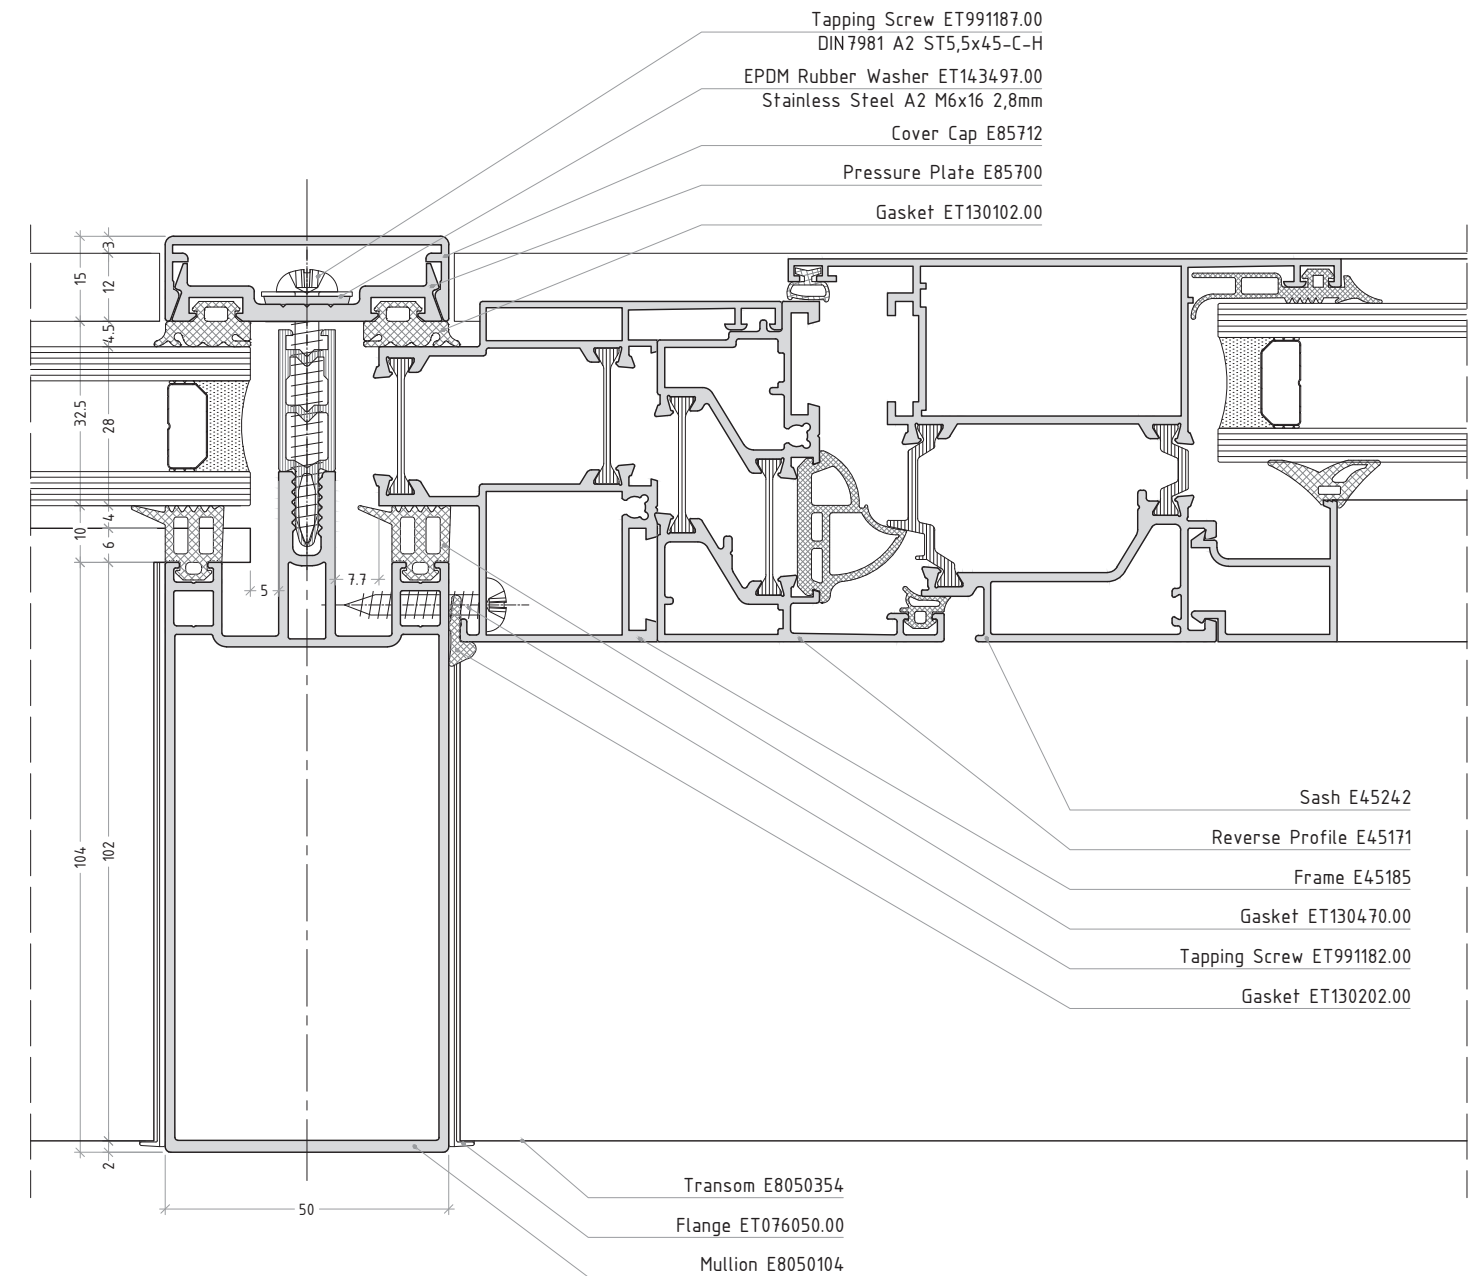 Tapping Screw ET991187.00
DIN 7981 A2 ST5,5x45-C-H
EPDM Rubber Washer ET143497.00
Stainless Steel A2 M6x16 2,8mm
Cover Cap E85712
Pressure Plate E85700
Gasket ET130102.00
3
15
12
4.5
32.5
28
4
10
6
5
7.7
104
102
2
50
Sash E45242
Reverse Profile E45171
Frame E45185
Gasket ET130470.00
Tapping Screw ET991182.00
Gasket ET130202.00
Transom E8050354
Flange ET076050.00
Mullion E8050104